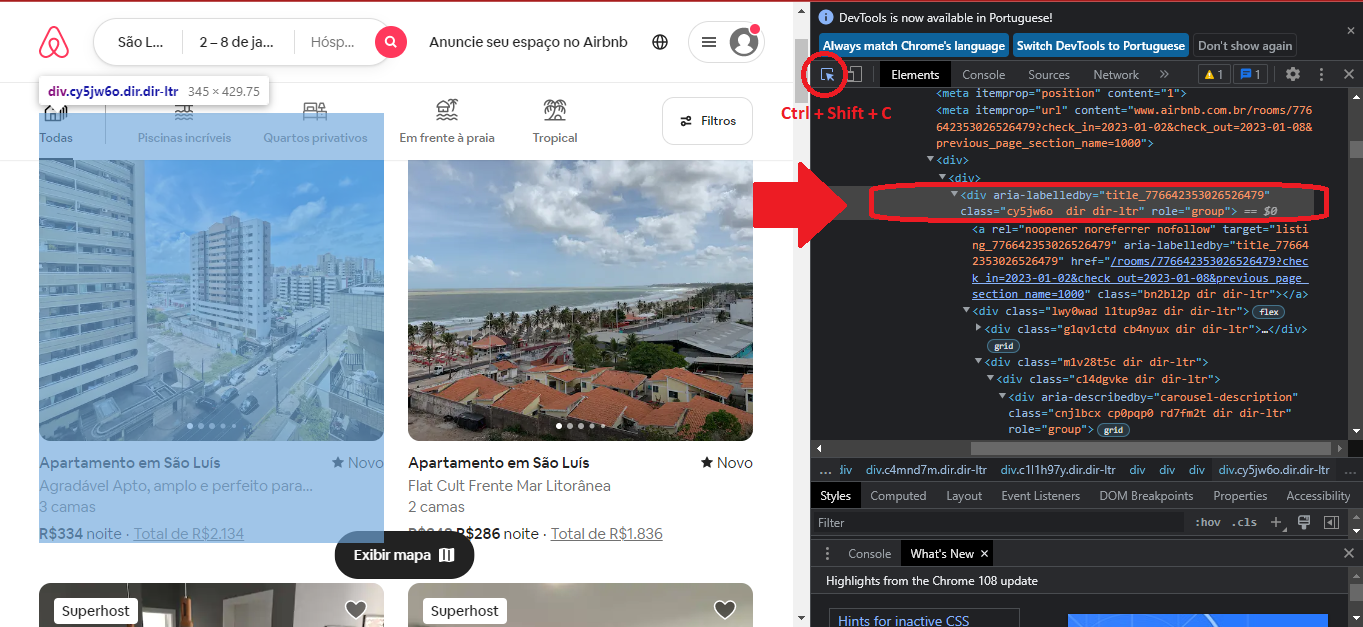 São L...
2 – 8 de ja...
Hósp...
Anuncie seu espaço no Airbnb
div.cy5jw6o.dir.dir-ltr 345 × 429.75
Todas
Piscinas incríveis
Quartos privativos
Em frente à praia
Tropical
Filtros
Apartamento em São Luís
Novo
Agradável Apto, amplo e perfeito para...
3 camas
R$334 noite · Total de R$2.134
Apartamento em São Luís
Novo
Flat Cult Frente Mar Litorânea
2 camas
R$286 noite · Total de R$1.836
Exibir mapa
Superhost
Superhost
DevTools is now available in Portuguese!
Always match Chrome's language
Switch DevTools to Portuguese
Don't show again
Elements
Console
Sources
Network
»
1
1
Ctrl + Shift + C
<meta itemprop="position" content="1">
<meta itemprop="url" content="www.airbnb.com.br/rooms/776
642353026526479?check_in=2023-01-02&check_out=2023-01-08&
previous_page_section_name=1000">
<div>
<div>
<div aria-labelledby="title_776642353026526479"
class="cy5jw6o  dir dir-ltr" role="group"> == $0
<a rel="noopener noreferrer nofollow" target="listi
ng_776642353026526479" aria-labelledby="title_77664
2353026526479" href="/rooms/776642353026526479?chec
k_in=2023-01-02&check_out=2023-01-08&previous_page_
section_name=1000" class="bn2bl2p dir dir-ltr"></a>
<div class="lwy0wad l1tup9az dir dir-ltr"> flex
<div class="g1qv1ctd cb4nyux dir dir-ltr">…</div>
grid
<div class="m1v28t5c dir dir-ltr">
<div class="c14dgvke dir dir-ltr">
<div aria-describedby="carousel-description"
class="cnjlbcx cp0pqp0 rd7fm2t dir dir-ltr"
role="group"> grid
... div div.c4mnd7m.dir.dir-ltr div.c1l1h97y.dir.dir-ltr div div div div.cy5jw6o.dir.dir-ltr ...
Styles
Computed
Layout
Event Listeners
DOM Breakpoints
Properties
Accessibility
Filter
:hov .cls
Console
What's New ×
Highlights from the Chrome 108 update
Hints for inactive CSS